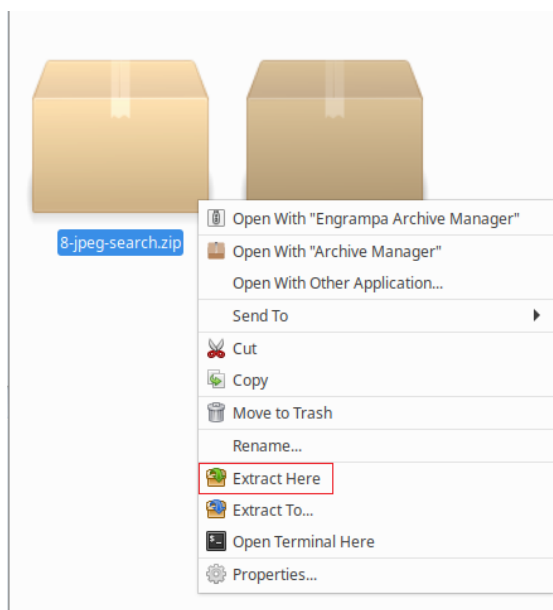 8-jpeg-search.zip
Open With "Engrampa Archive Manager"
Open With "Archive Manager"
Open With Other Application...
Send To
Cut
Copy
Move to Trash
Rename...
Extract Here
Extract To...
Open Terminal Here
Properties...